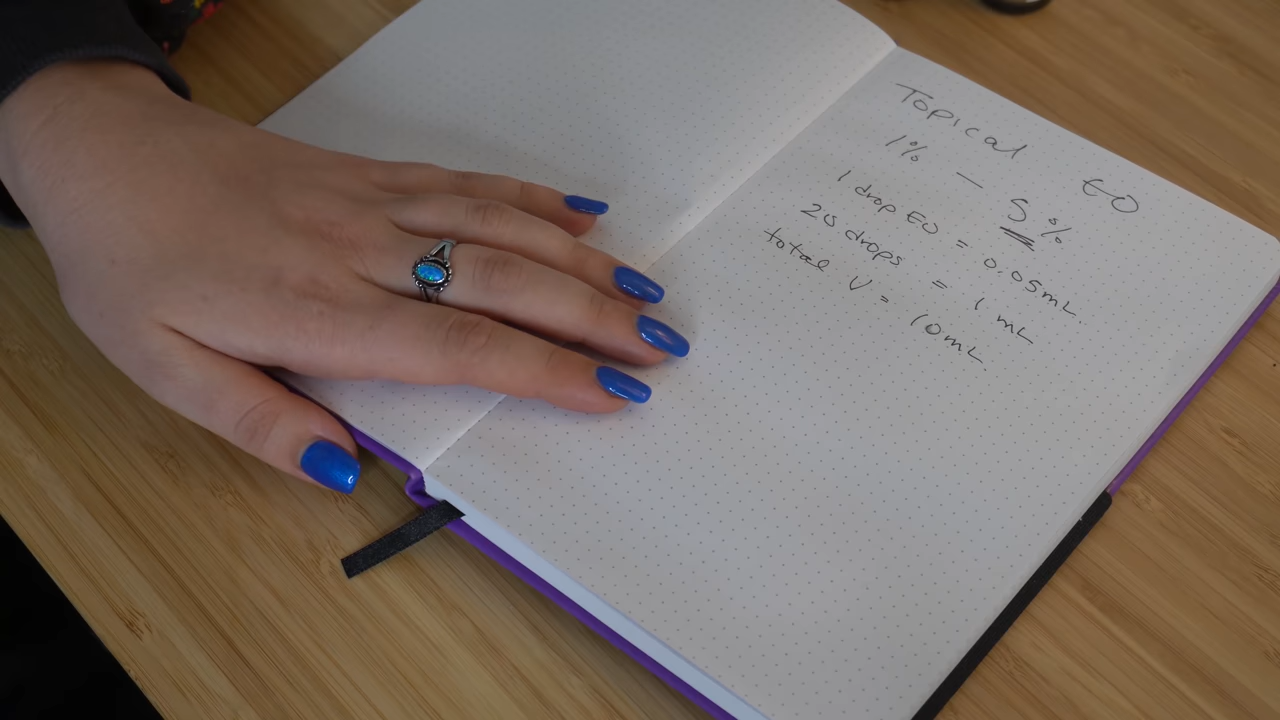 Topical EO
1% — 5%
1 drop EO = 0.05mL.
20 drops = 1 mL
total V = 10mL